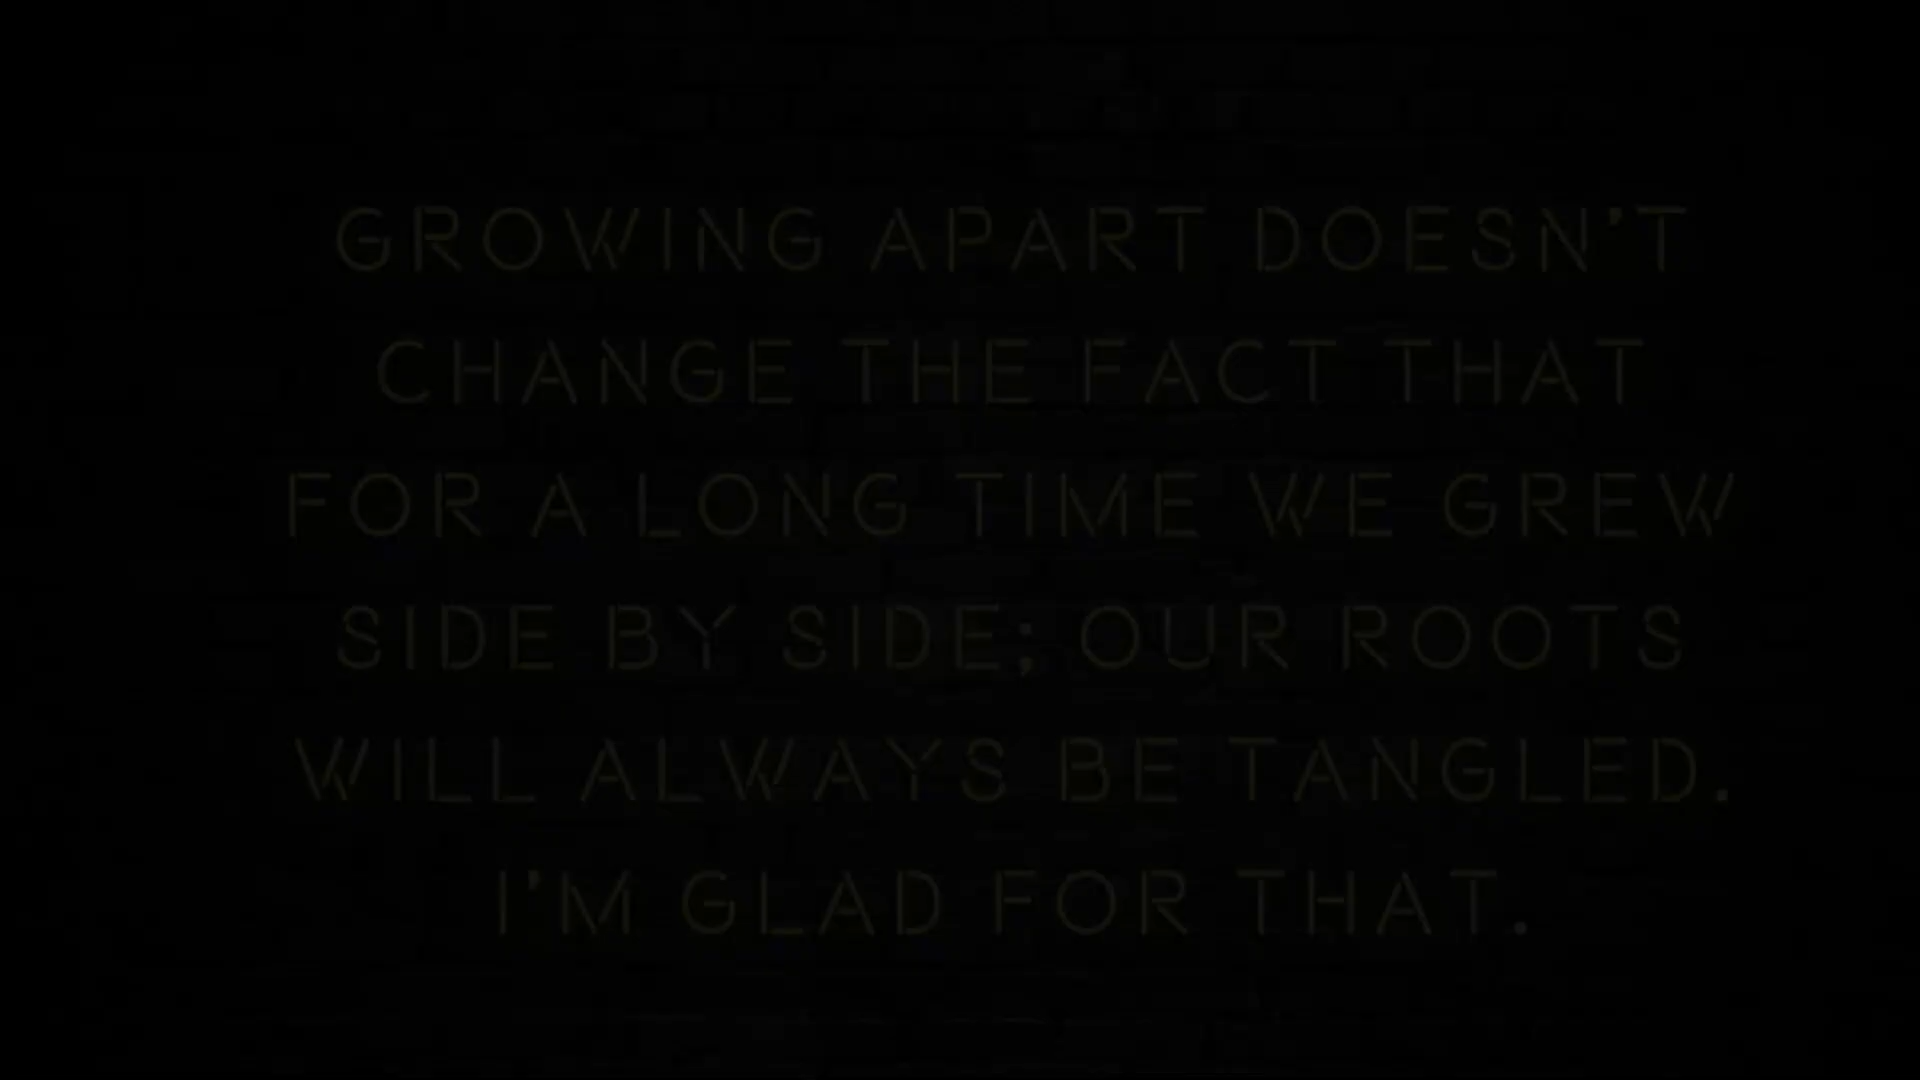 GROWING APART DOESN'T
CHANGE THE FACT THAT
FOR A LONG TIME WE GREW
SIDE BY SIDE; OUR ROOTS
WILL ALWAYS BE TANGLED.
I'M GLAD FOR THAT.